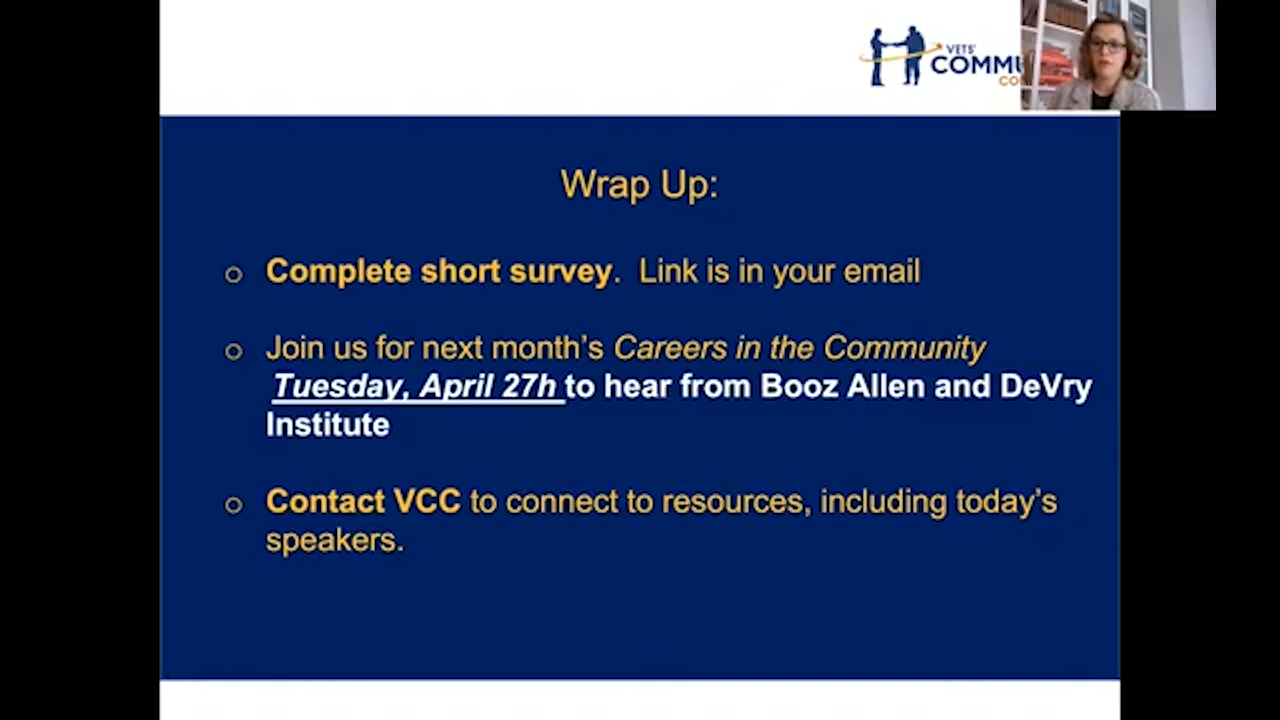 VETS'
COMMU
CO
Wrap Up:
o Complete short survey. Link is in your email
o Join us for next month's Careers in the Community
Tuesday, April 27h to hear from Booz Allen and DeVry
Institute
o Contact VCC to connect to resources, including today's
speakers.